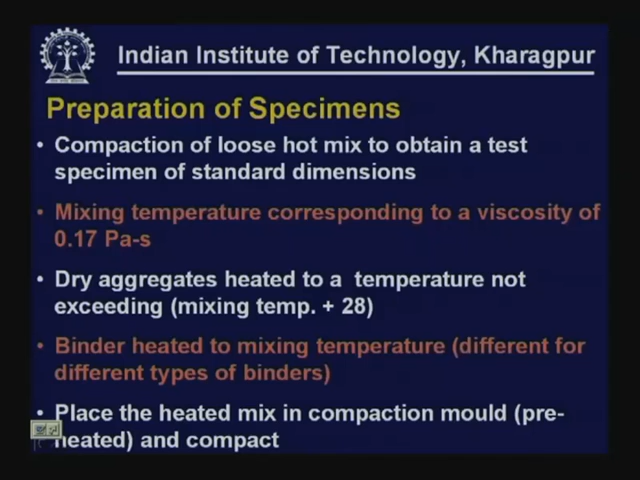 Indian Institute of Technology, Kharagpur
Preparation of Specimens
• Compaction of loose hot mix to obtain a test
specimen of standard dimensions
• Mixing temperature corresponding to a viscosity of
0.17 Pa-s
• Dry aggregates heated to a temperature not
exceeding (mixing temp. + 28)
• Binder heated to mixing temperature (different for
different types of binders)
• Place the heated mix in compaction mould (pre-
heated) and compact